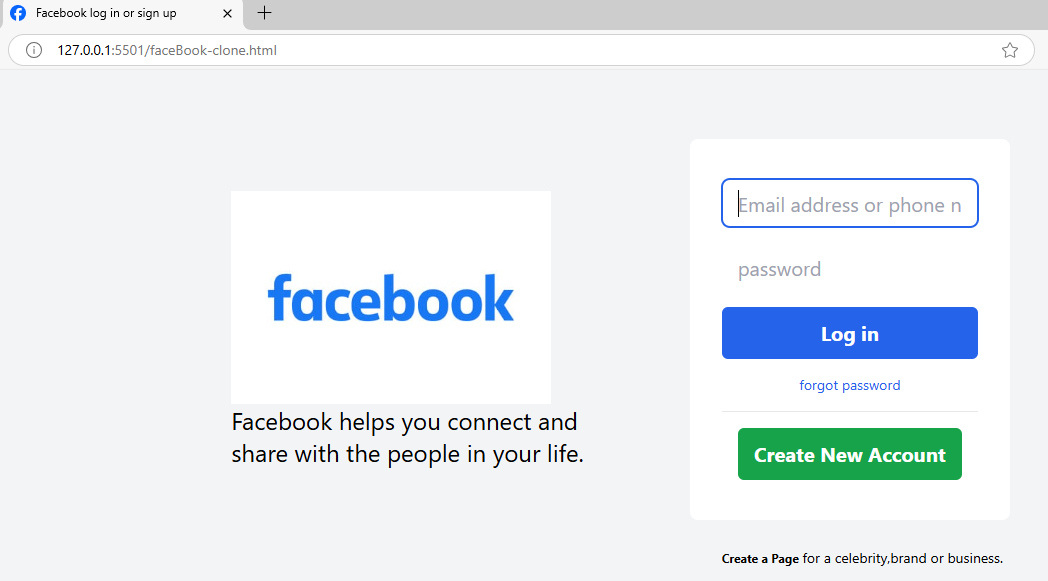 Facebook log in or sign up
127.0.0.1:5501/faceBook-clone.html
facebook
Facebook helps you connect and
share with the people in your life.
Email address or phone n
password
Log in
forgot password
Create New Account
Create a Page for a celebrity,brand or business.